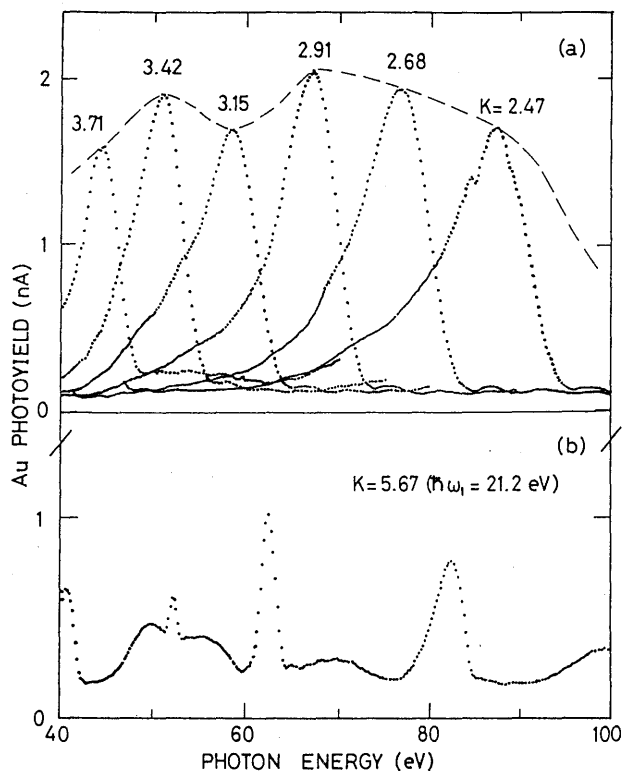 (a)
2.91
3.42
2.68
3.15
K= 2.47
3.71
2
1
0
Au PHOTOYIELD (nA)
(b)
K=5.67 (ħω₁ = 21.2 eV)
1
0
40 60 80 100
PHOTON ENERGY (eV)